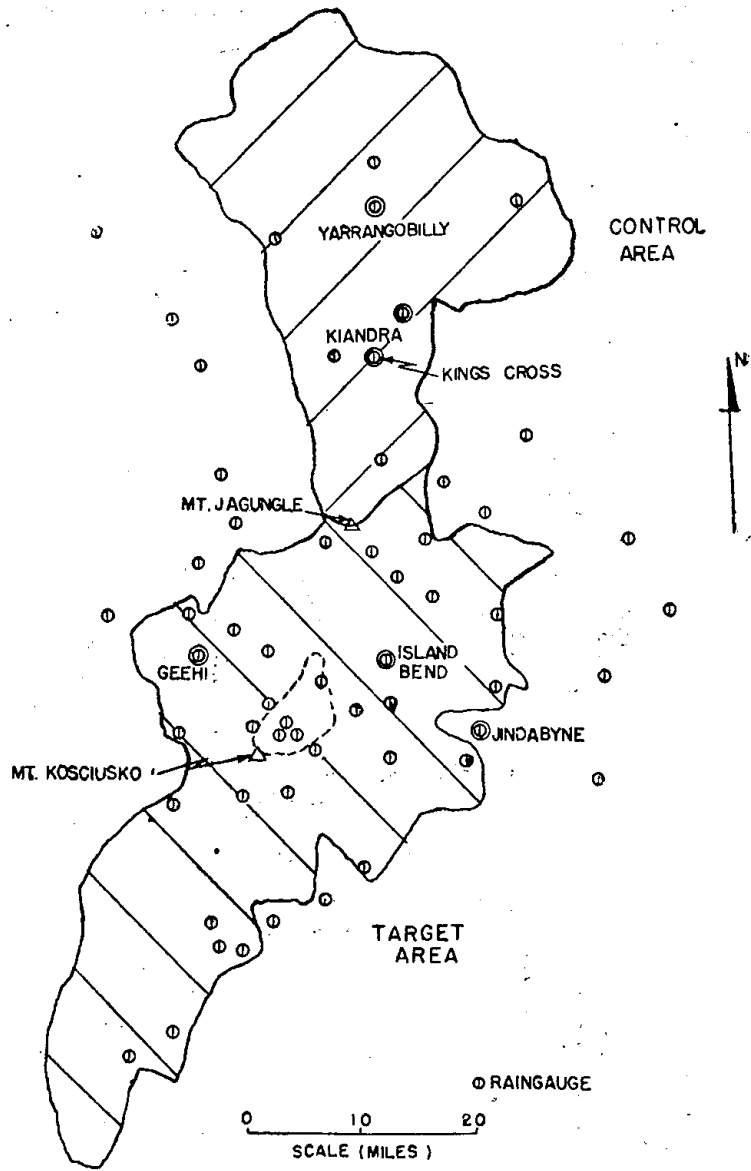 YARRANGOBILLY
CONTROL
AREA
KIANDRA
KINGS CROSS
N
MT. JAGUNGLE
GEEHI
ISLAND
BEND
JINDABYNE
MT. KOSCIUSKO
TARGET
AREA
RAINGAUGE
0 10 20
SCALE (MILES)